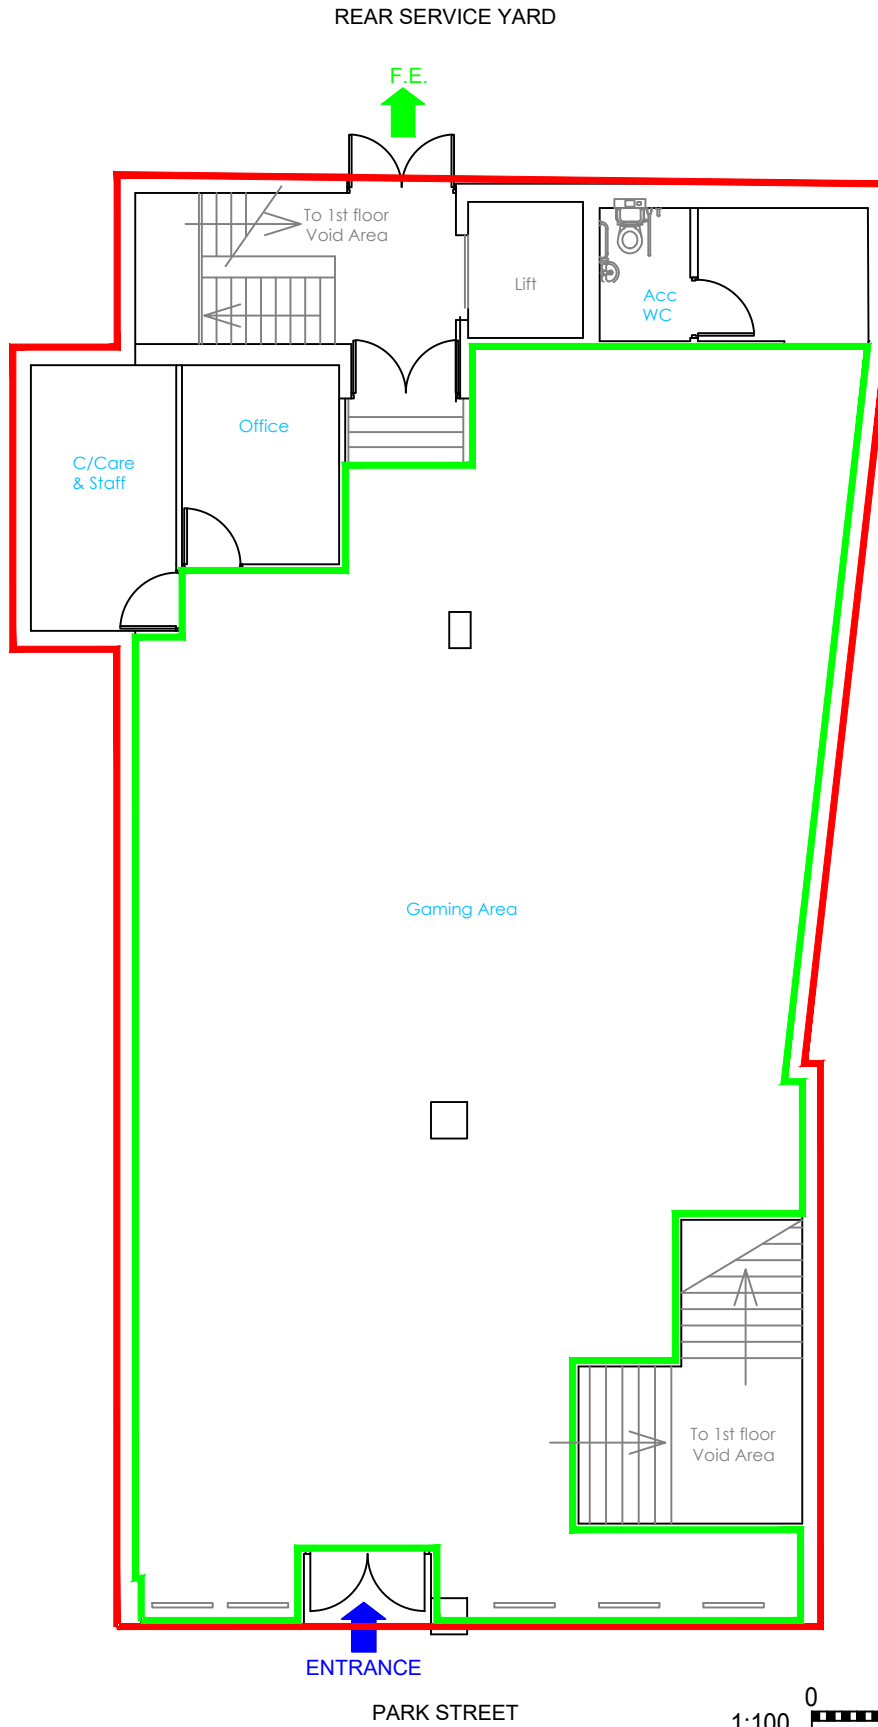 REAR SERVICE YARD
F.E.
To 1st floor
Void Area
Lift
Acc
WC
Office
C/Care
& Staff
Gaming Area
To 1st floor
Void Area
ENTRANCE
PARK STREET
0
1:100